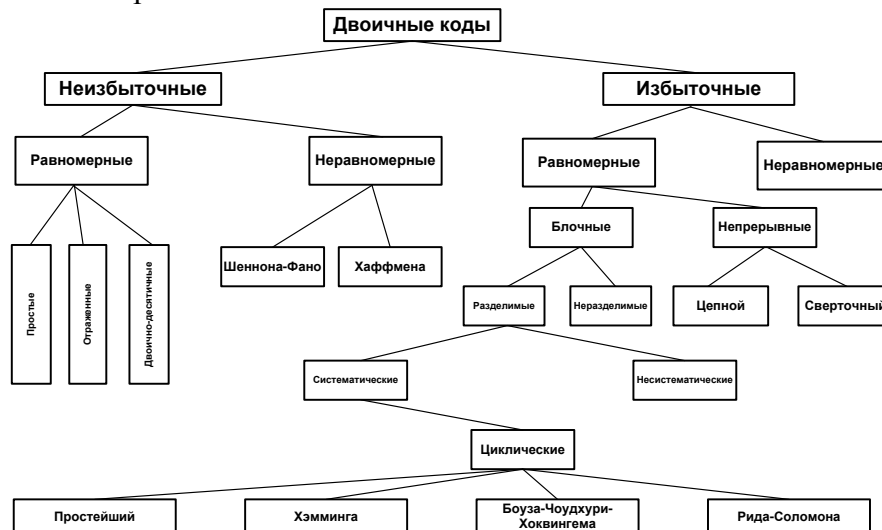 Двоичные коды
Неизбыточные
Избыточные
Равномерные
Неравномерные
Равномерные
Неравномерные
Блочные
Непрерывные
Простые
Отраженные
Двоично-десятичные
Шеннона-Фано
Хаффмена
Разделимые
Неразделимые
Цепной
Сверточный
Систематические
Несистематические
Циклические
Простейший
Хэмминга
Боуза-Чоудхури-
Хоквингема
Рида-Соломона